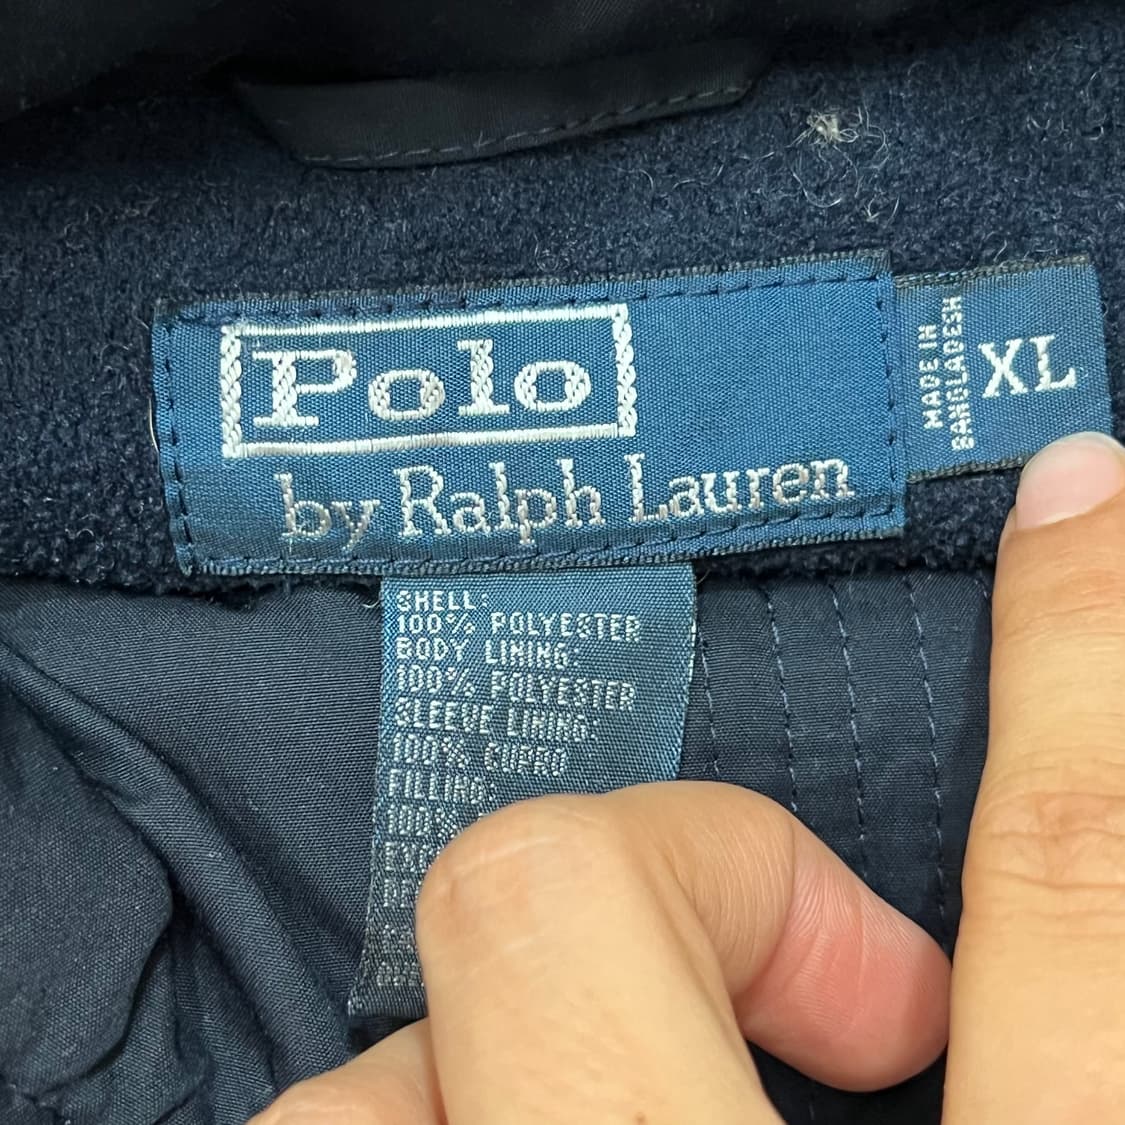 Polo
by Ralph Lauren
MADE IN
BANGLADESH
XL
SHELL:
100% POLYESTER
BODY LINING:
100% POLYESTER
SLEEVE LINING:
100% CUPRO
FILLING:
100%